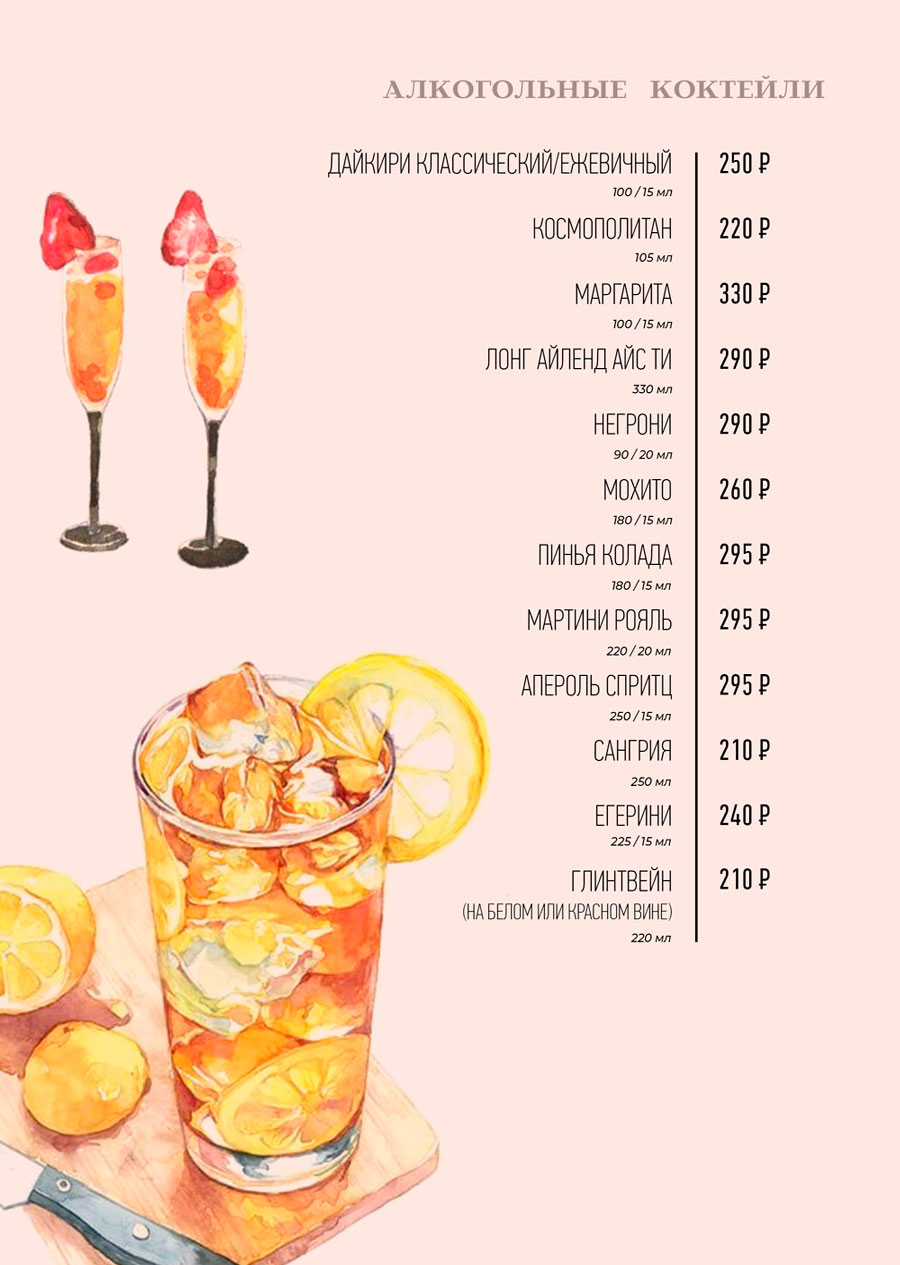 АЛКОГОЛЬНЫЕ КОКТЕЙЛИ
ДАЙКИРИ КЛАССИЧЕСКИЙ/ЕЖЕВИЧНЫЙ 250 ₽
100 / 15 мл
КОСМОПОЛИТАН 220 ₽
105 мл
МАРГАРИТА 330 ₽
100 / 15 мл
ЛОНГ АЙЛЕНД АЙС ТИ 290 ₽
330 мл
НЕГРОНИ 290 ₽
90 / 20 мл
МОХИТО 260 ₽
180 / 15 мл
ПИНЬЯ КОЛАДА 295 ₽
180 / 15 мл
МАРТИНИ РОЯЛЬ 295 ₽
220 / 20 мл
АПЕРОЛЬ СПРИТЦ 295 ₽
250 / 15 мл
САНГРИЯ 210 ₽
250 мл
ЕГЕРИНИ 240 ₽
225 / 15 мл
ГЛИНТВЕЙН 210 ₽
(НА БЕЛОМ ИЛИ КРАСНОМ ВИНЕ)
220 мл